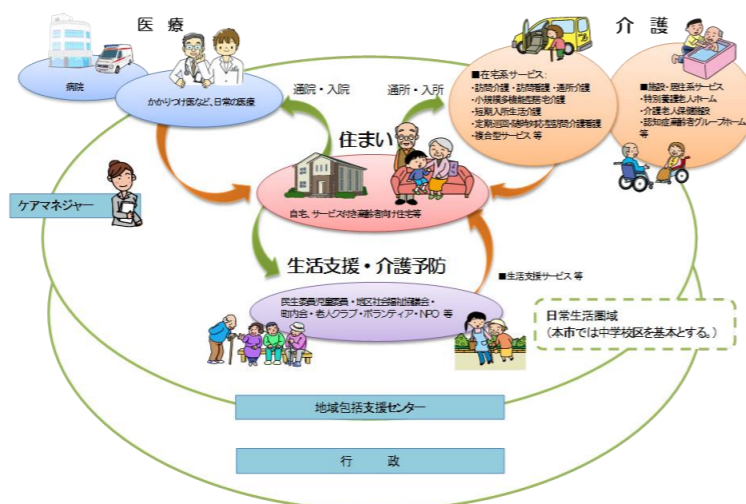 医 療
介 護
病院
かかりつけ医など、日常の医療
通院・入院
通所・入所
■在宅系サービス:
・訪問介護・訪問看護・通所介護
・小規模多機能型居宅介護
・短期入所生活介護
・定期巡回・随時対応型訪問介護看護
・複合型サービス 等
■施設・居住系サービス
・特別養護老人ホーム
・介護老人保健施設
・認知症高齢者グループホーム
等
住まい
自宅、サービス付き高齢者向け住宅等
ケアマネジャー
生活支援・介護予防
■生活支援サービス 等
民生委員児童委員・地区社会福祉協議会・
町内会・老人クラブ・ボランティア・NPO 等
日常生活圏域
(本市では中学校区を基本とする。)
地域包括支援センター
行 政